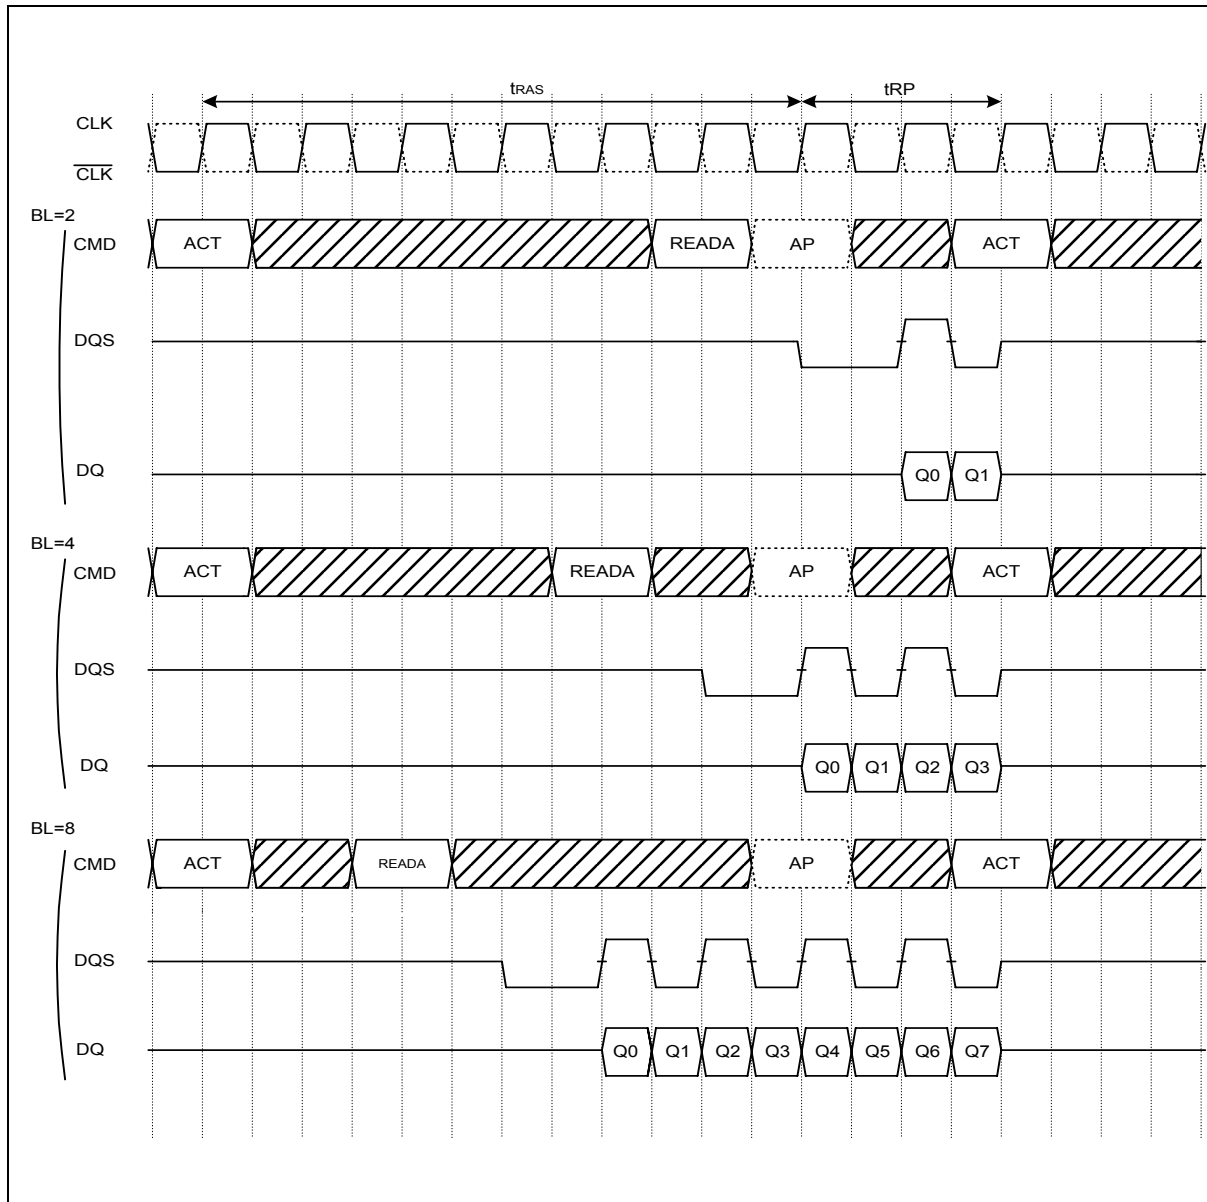 tRAS tRP
CLK
CLK
BL=2
CMD ACT READA AP ACT
DQS
DQ Q0 Q1
BL=4
CMD ACT READA AP ACT
DQS
DQ Q0 Q1 Q2 Q3
BL=8
CMD ACT READA AP ACT
DQS
DQ Q0 Q1 Q2 Q3 Q4 Q5 Q6 Q7